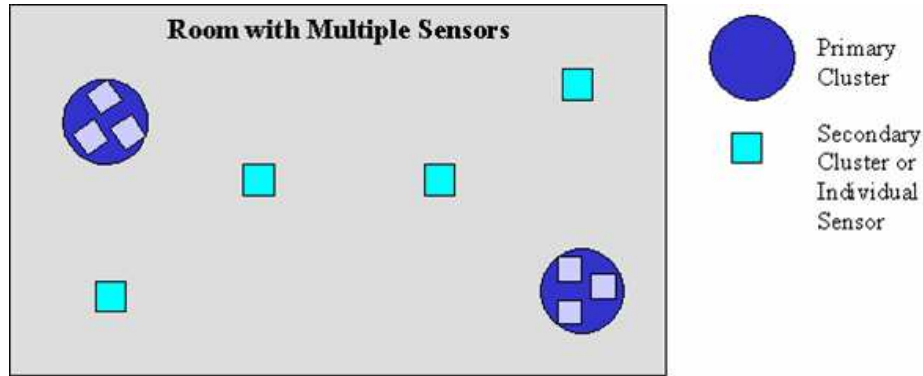 Room with Multiple Sensors
Primary
Cluster
Secondary
Cluster or
Individual
Sensor